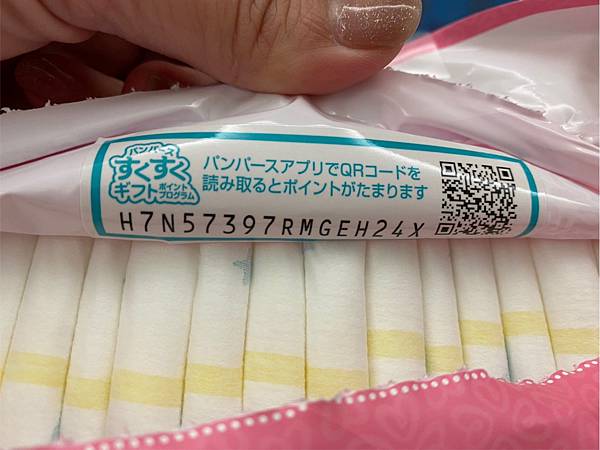 パンパース
すくすく
ギフト ポイント プログラム
パンパースアプリでQRコードを
読み取るとポイントがたまります
H7N57397RMGEH24X